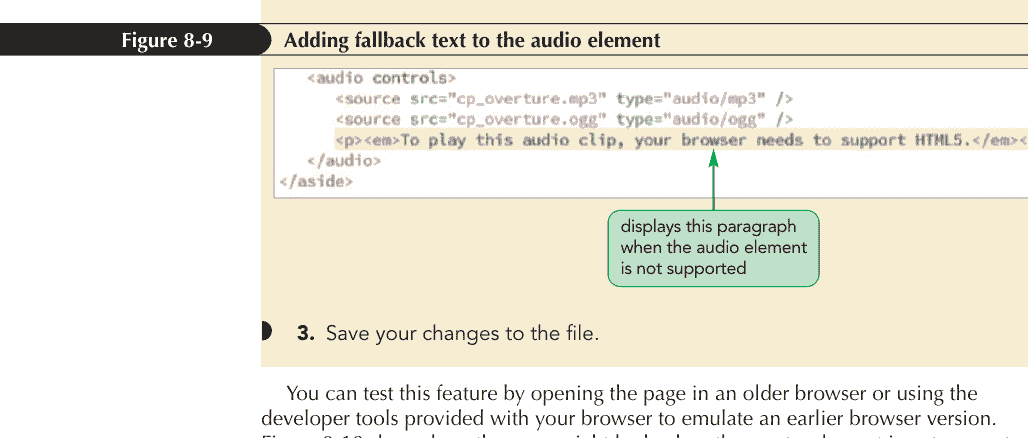 Figure 8-9 Adding fallback text to the audio element
<audio controls>
<source src="cp_overture.mp3" type="audio/mp3" />
<source src="cp_overture.ogg" type="audio/ogg" />
<p><em>To play this audio clip, your browser needs to support HTML5.</em><
</audio>
</aside>
displays this paragraph
when the audio element
is not supported
3. Save your changes to the file.
You can test this feature by opening the page in an older browser or using the
developer tools provided with your browser to emulate an earlier browser version.